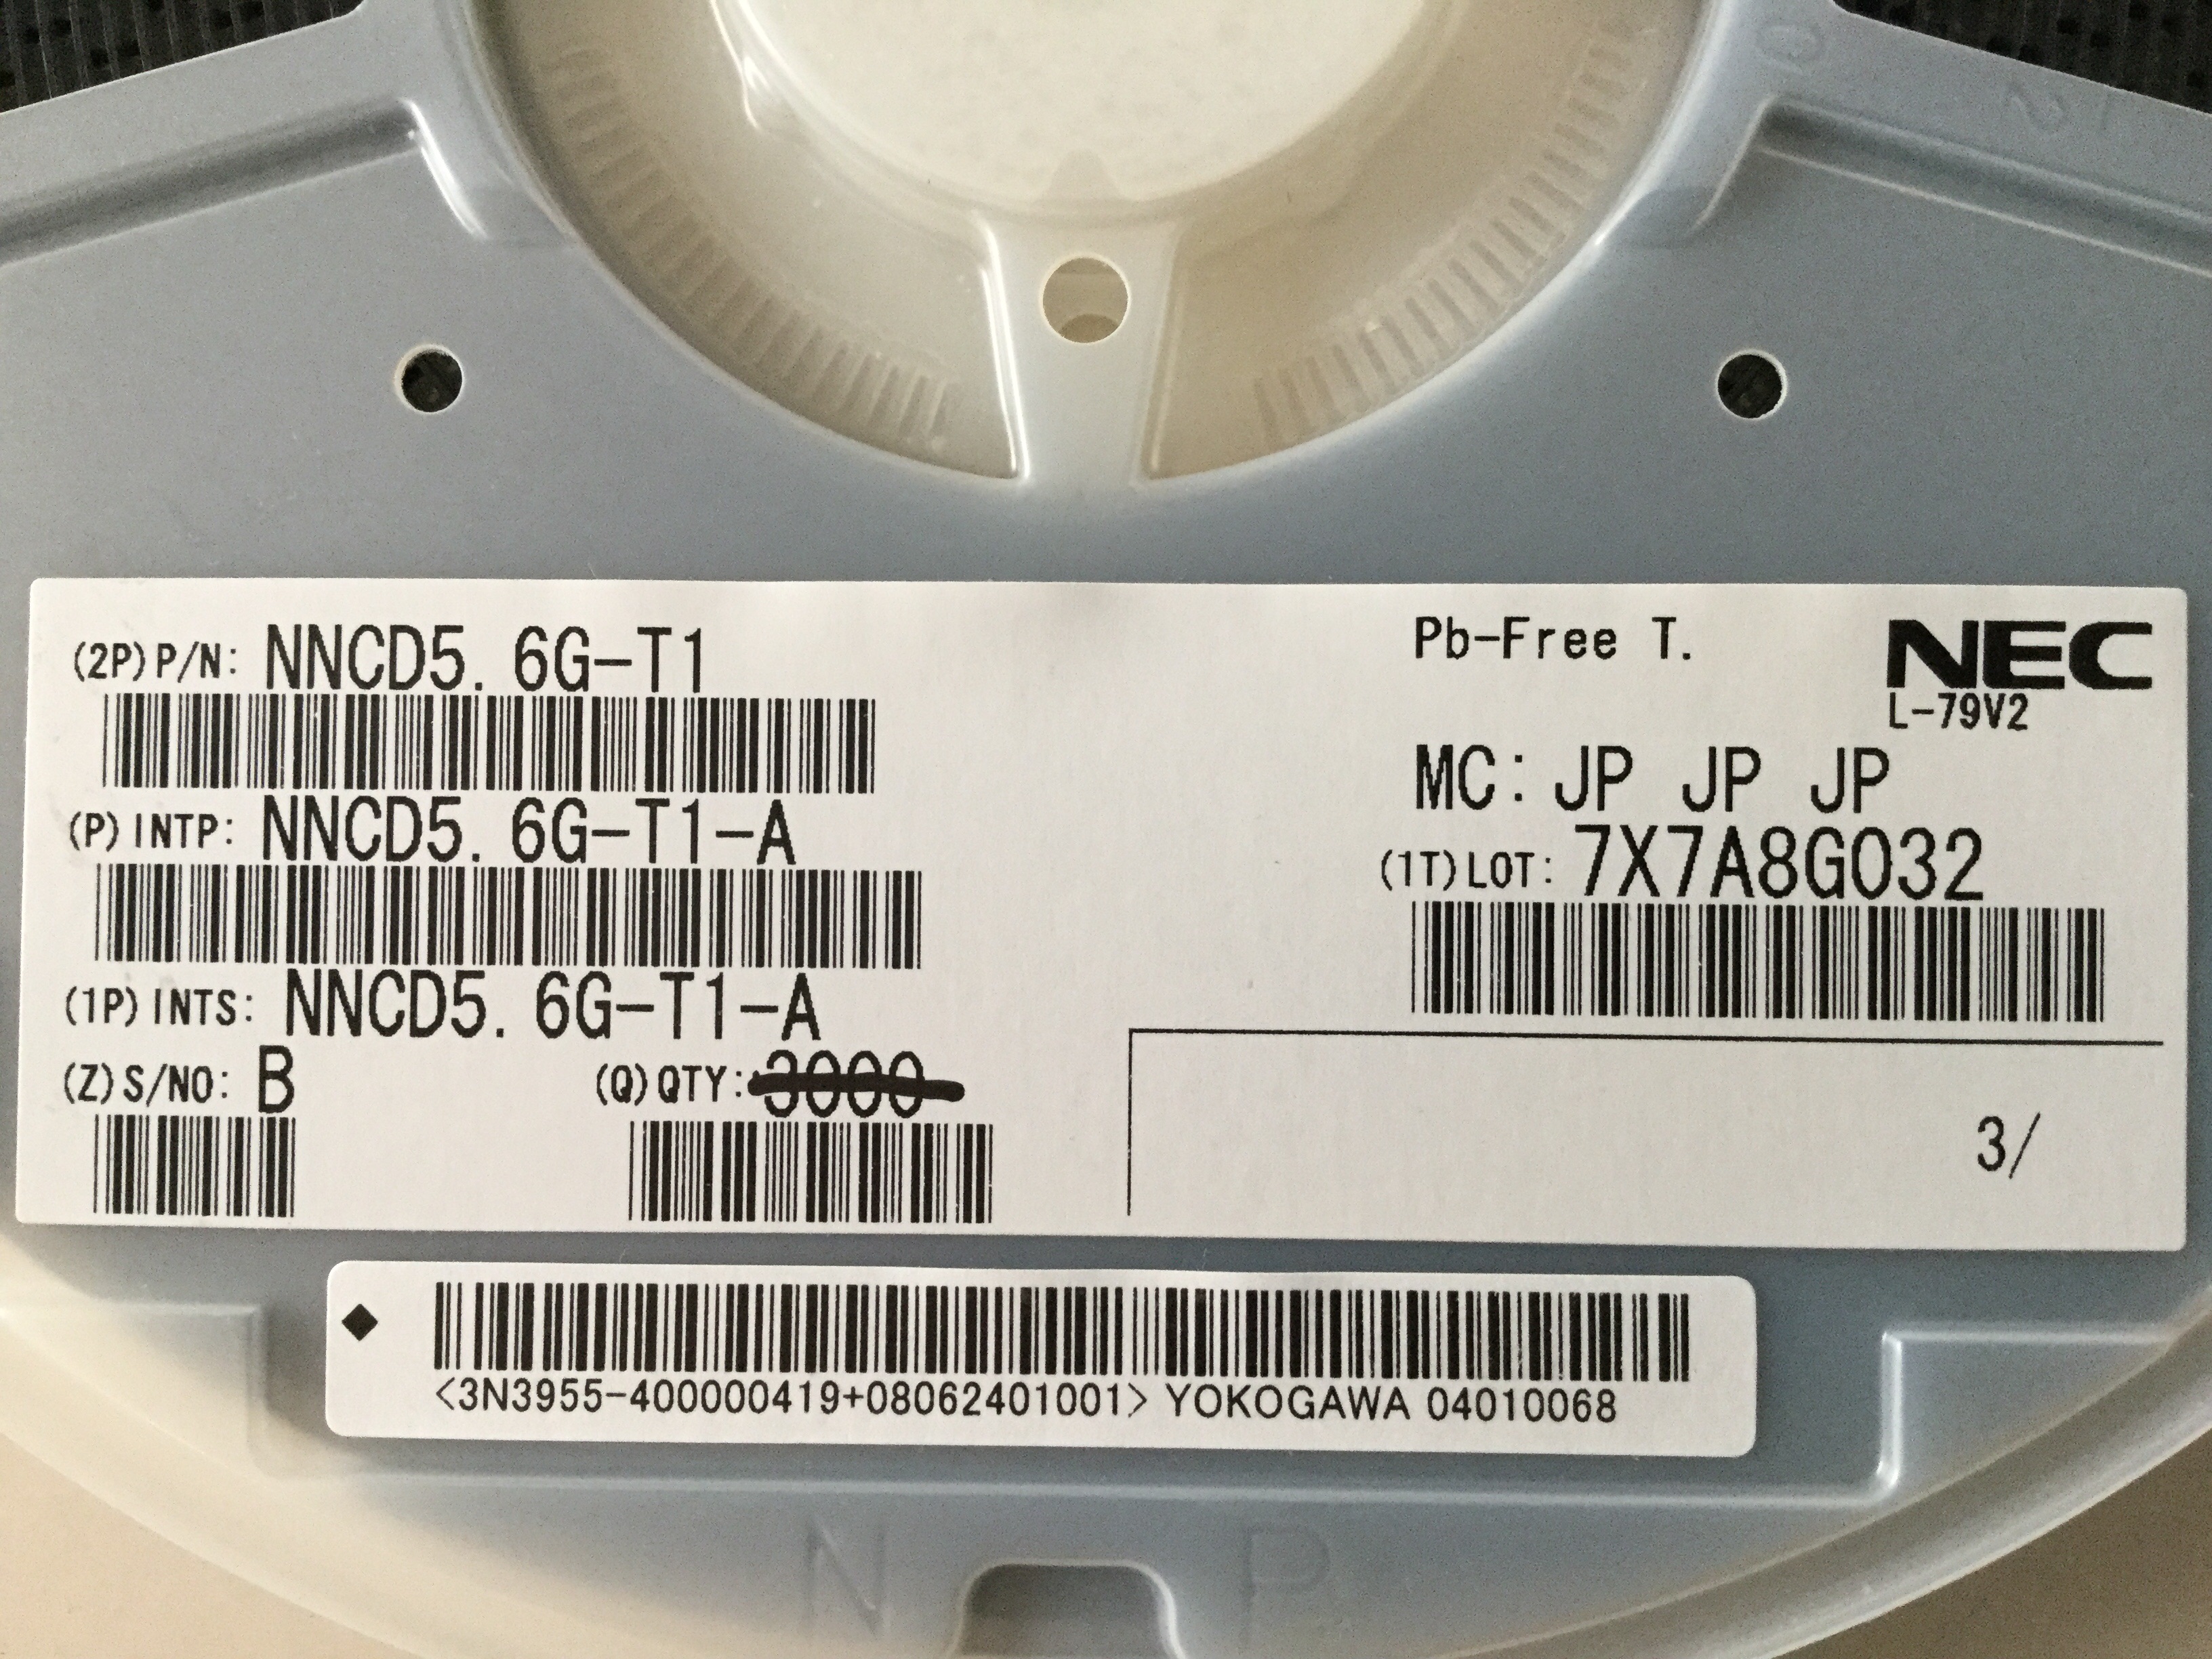 (2P)P/N: NNCD5. 6G-T1
Pb-Free T.
NEC
L-79V2
MC: JP JP JP
(P) INTP: NNCD5. 6G-T1-A
(1T)LOT: 7X7A8G032
(1P) INTS: NNCD5. 6G-T1-A
(Z)S/NO: B
(Q)QTY: 3000
3/
<3N3955-400000419+08062401001> YOKOGAWA 04010068
N P